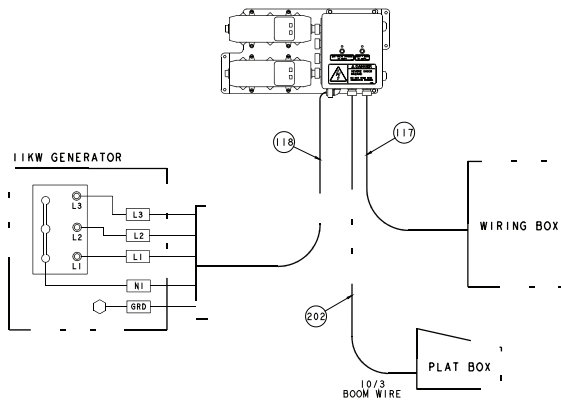 118
117
11KW GENERATOR
L3
L3
L2
L2
L1
L1
N1
GRD
WIRING BOX
202
PLAT BOX
10/3
BOOM WIRE